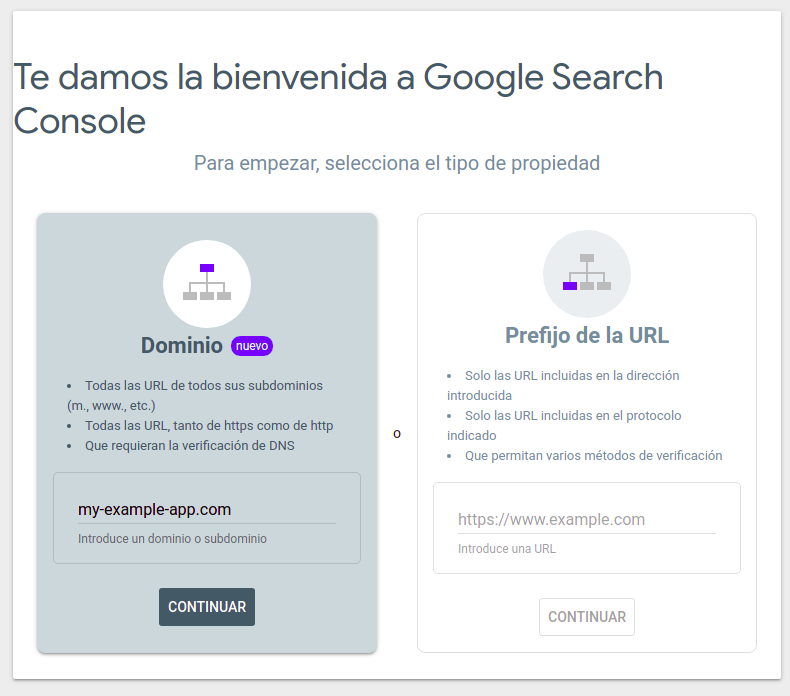 Te damos la bienvenida a Google Search
Console
Para empezar, selecciona el tipo de propiedad
Dominio nuevo
• Todas las URL de todos sus subdominios
(m., www., etc.)
• Todas las URL, tanto de https como de http
• Que requieran la verificación de DNS
my-example-app.com
Introduce un dominio o subdominio
CONTINUAR
o
Prefijo de la URL
• Solo las URL incluidas en la dirección
introducida
• Solo las URL incluidas en el protocolo
indicado
• Que permitan varios métodos de verificación
https://www.example.com
Introduce una URL
CONTINUAR